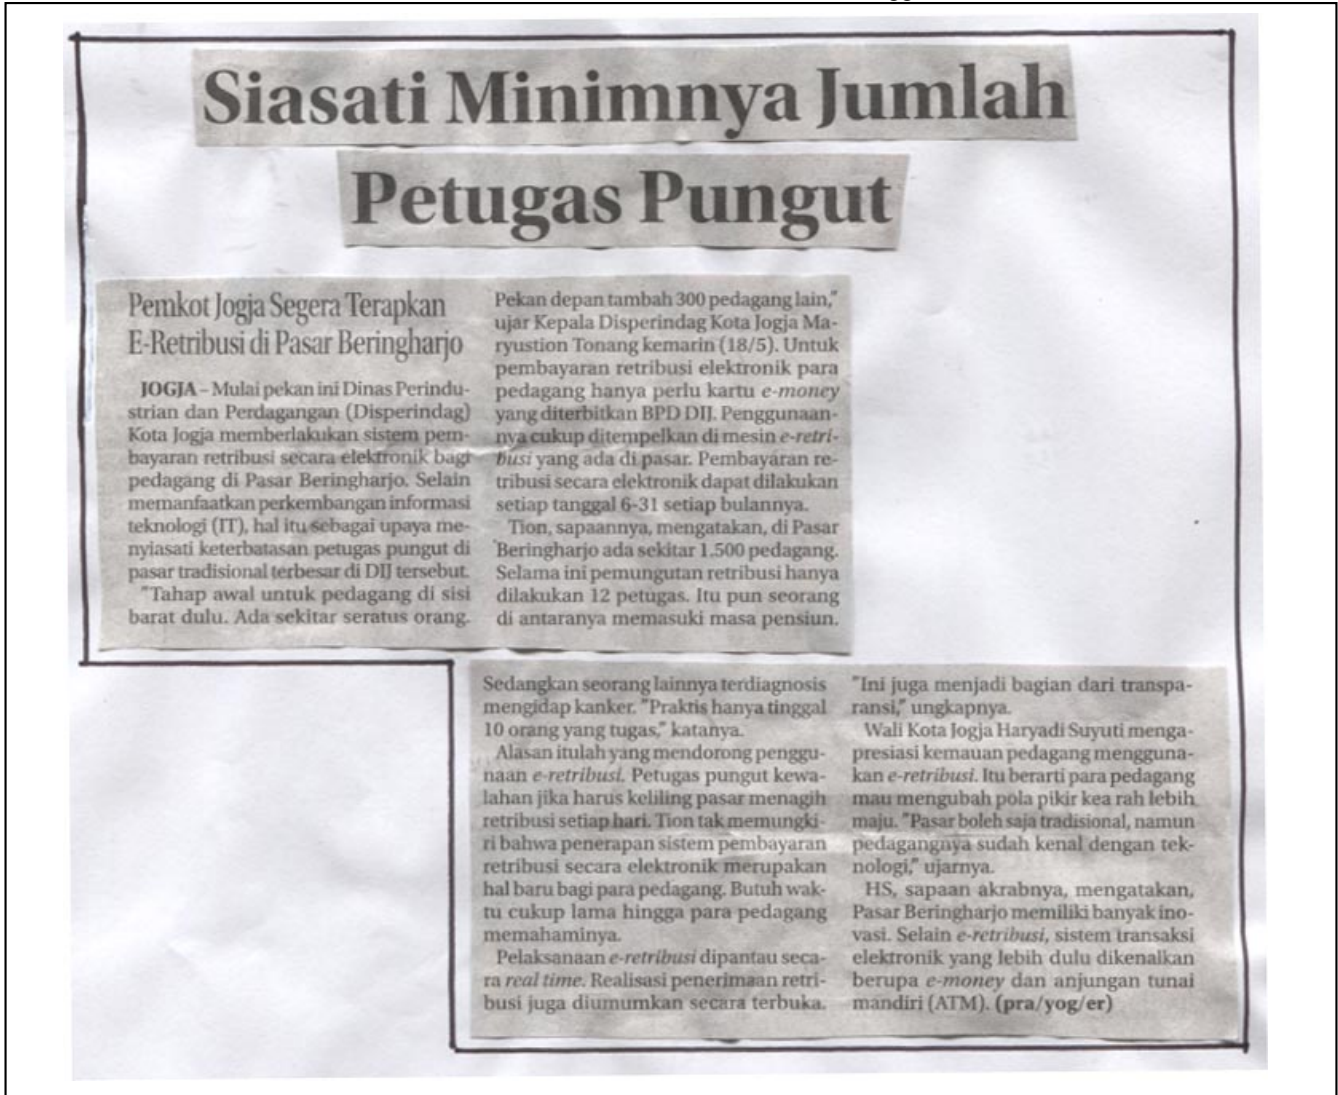 Siasati Minimnya Jumlah
Petugas Pungut
Pemkot Jogja Segera Terapkan
E-Retribusi di Pasar Beringharjo
JOGJA – Mulai pekan ini Dinas Perindu-
strian dan Perdagangan (Disperindag)
Kota Jogja memberlakukan sistem pem-
bayaran retribusi secara elektronik bagi
pedagang di Pasar Beringharjo. Selain
memanfaatkan perkembangan informasi
teknologi (IT), hal itu sebagai upaya me-
nyiasati keterbatasan petugas pungut di
pasar tradisional terbesar di DIJ tersebut.
"Tahap awal untuk pedagang di sisi
barat dulu. Ada sekitar seratus orang.
Pekan depan tambah 300 pedagang lain,"
ujar Kepala Disperindag Kota Jogja Ma-
ryustion Tonang kemarin (18/5). Untuk
pembayaran retribusi elektronik para
pedagang hanya perlu kartu e-money
yang diterbitkan BPD DIJ. Penggunaan-
nya cukup ditempelkan di mesin e-retri-
busi yang ada di pasar. Pembayaran re-
tribusi secara elektronik dapat dilakukan
setiap tanggal 6-31 setiap bulannya.
Tion, sapaannya, mengatakan, di Pasar
Beringharjo ada sekitar 1.500 pedagang.
Selama ini pemungutan retribusi hanya
dilakukan 12 petugas. Itu pun seorang
di antaranya memasuki masa pensiun.
Sedangkan seorang lainnya terdiagnosis
mengidap kanker. "Praktis hanya tinggal
10 orang yang tugas," katanya.
Alasan itulah yang mendorong penggu-
naan e-retribusi. Petugas pungut kewa-
lahan jika harus keliling pasar menagih
retribusi setiap hari. Tion tak memungki-
ri bahwa penerapan sistem pembayaran
retribusi secara elektronik merupakan
hal baru bagi para pedagang. Butuh wak-
tu cukup lama hingga para pedagang
memahaminya.
Pelaksanaan e-retribusi dipantau seca-
ra real time. Realisasi penerimaan retri-
busi juga diumumkan secara terbuka.
"Ini juga menjadi bagian dari transpa-
ransi," ungkapnya.
Wali Kota Jogja Haryadi Suyuti menga-
presiasi kemauan pedagang mengguna-
kan e-retribusi. Itu berarti para pedagang
mau mengubah pola pikir kea rah lebih
maju. "Pasar boleh saja tradisional, namun
pedagangnya sudah kenal dengan tek-
nologi," ujarnya.
HS, sapaan akrabnya, mengatakan,
Pasar Beringharjo memiliki banyak ino-
vasi. Selain e-retribusi, sistem transaksi
elektronik yang lebih dulu dikenalkan
berupa e-money dan anjungan tunai
mandiri (ATM). (pra/yog/er)